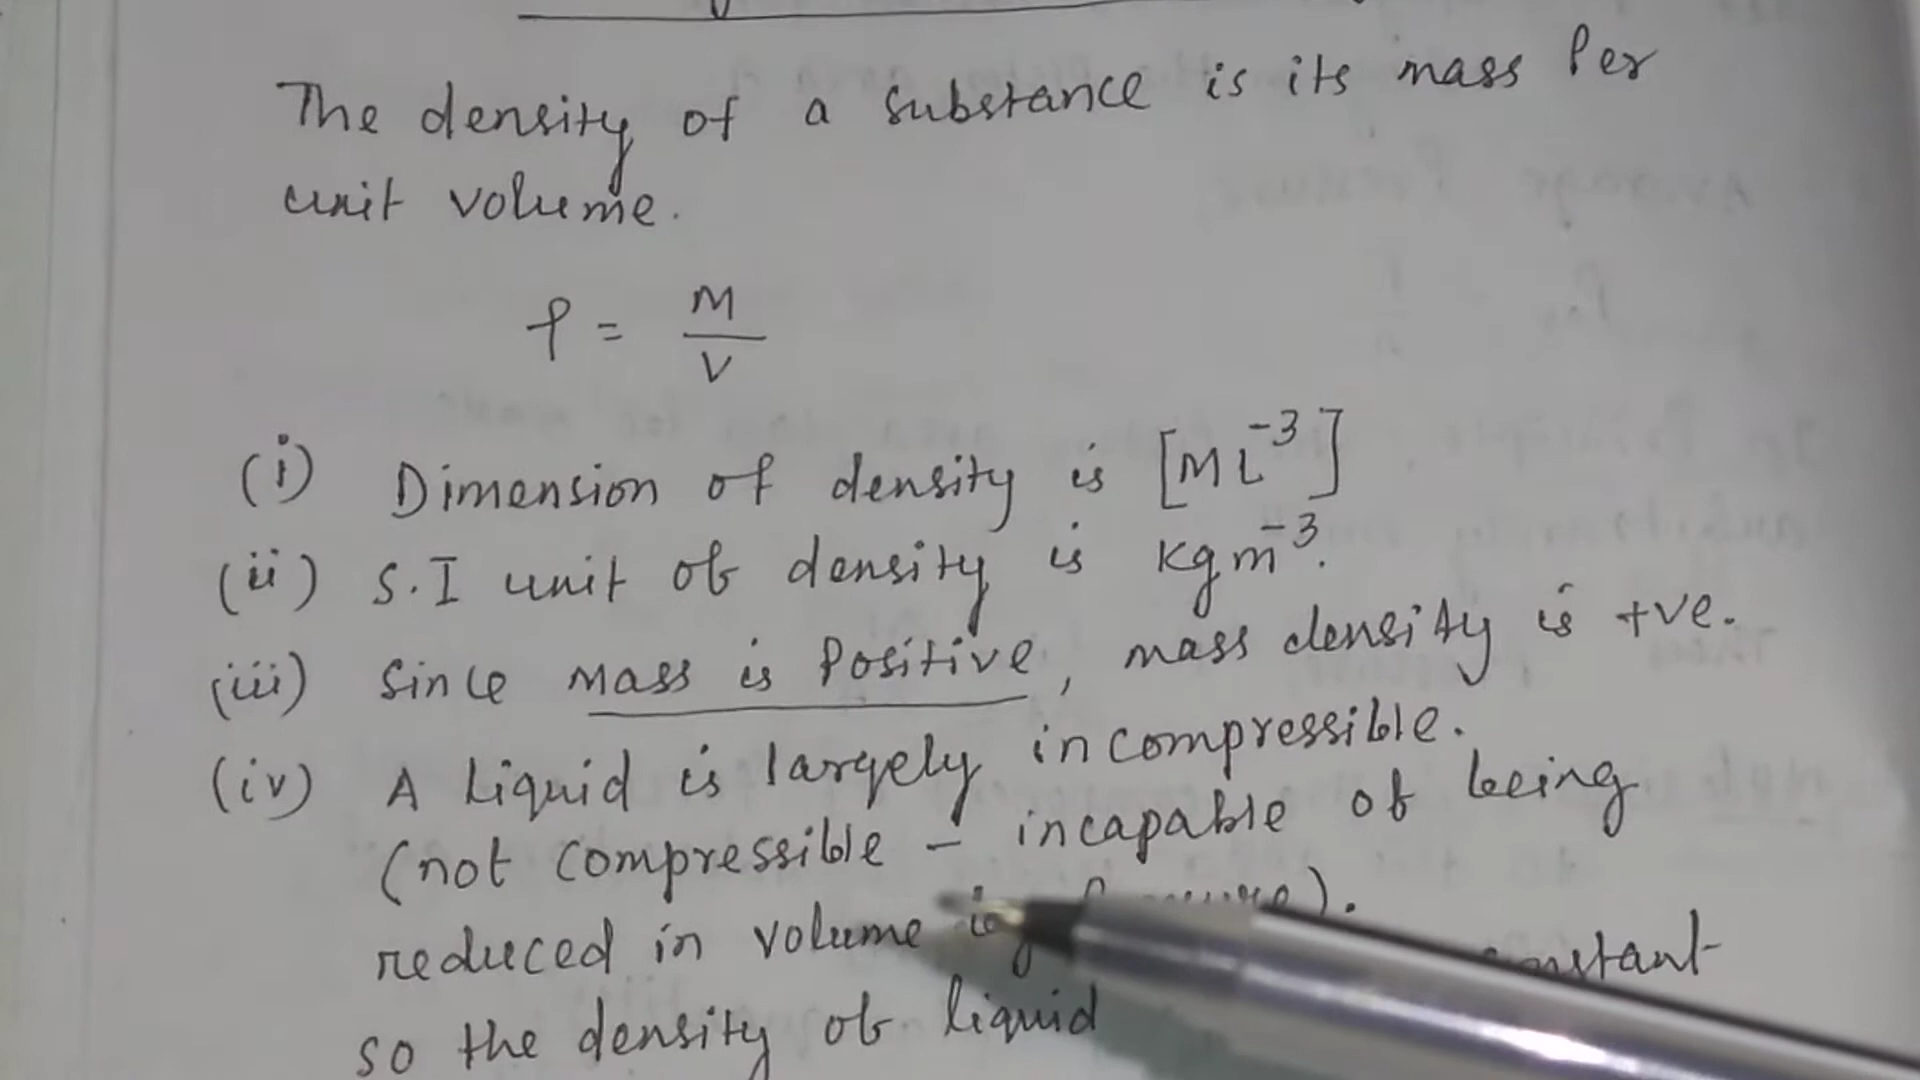 The density of a substance is its mass Per
unit volume.
ρ = M / V
(i) Dimension of density is [ML⁻³]
(ii) S.I unit of density is kgm⁻³.
(iii) Since Mass is Positive, mass density is +ve.
(iv) A liquid is largely incompressible.
(not compressible – incapable of being
reduced in volume
so the density of liquid